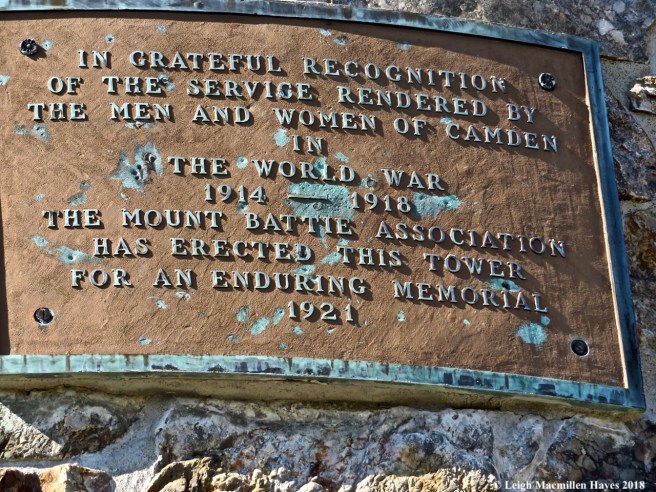 IN GRATEFUL RECOGNITION
OF THE SERVICE RENDERED BY
THE MEN AND WOMEN OF CAMDEN
IN
THE WORLD WAR
1914 — 1918
THE MOUNT BATTIE ASSOCIATION
HAS ERECTED THIS TOWER
FOR AN ENDURING MEMORIAL
1921
© Leigh Macmillen Hayes 2018